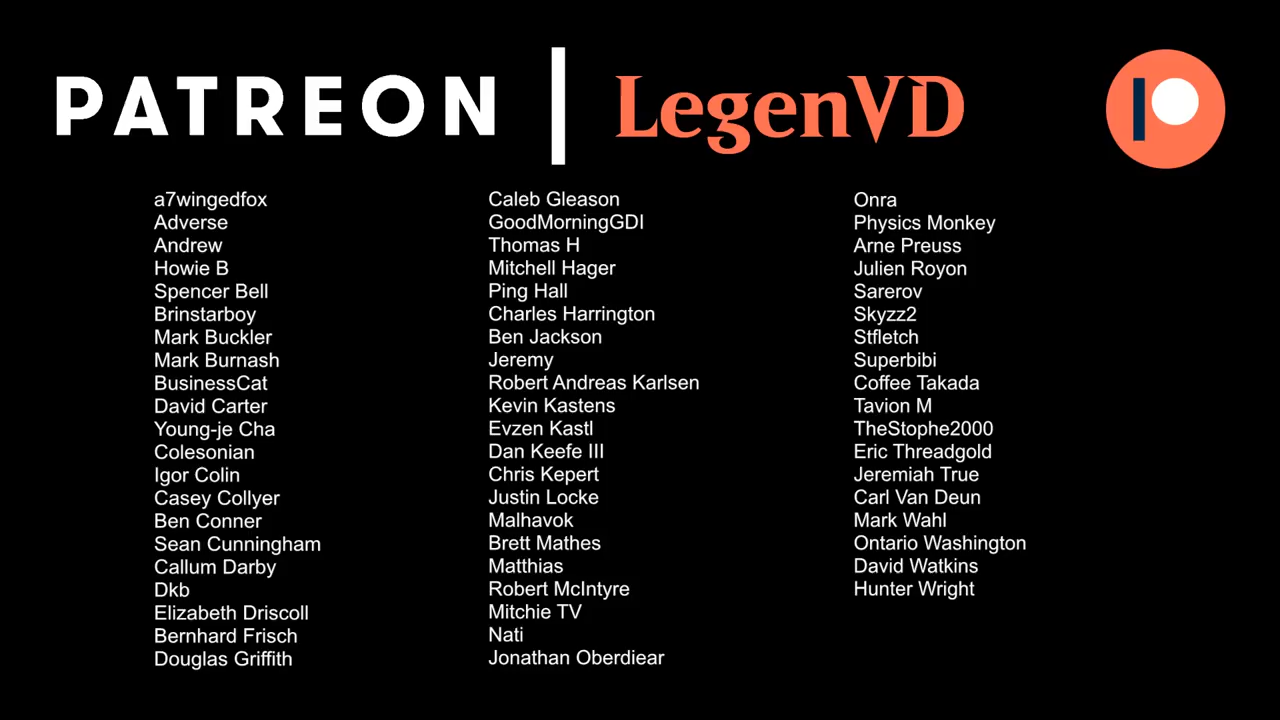 PATREON | LegenVD
a7wingedfox
Adverse
Andrew
Howie B
Spencer Bell
Brinstarboy
Mark Buckler
Mark Burnash
BusinessCat
David Carter
Young-je Cha
Colesonian
Igor Colin
Casey Collyer
Ben Conner
Sean Cunningham
Callum Darby
Dkb
Elizabeth Driscoll
Bernhard Frisch
Douglas Griffith
Caleb Gleason
GoodMorningGDI
Thomas H
Mitchell Hager
Ping Hall
Charles Harrington
Ben Jackson
Jeremy
Robert Andreas Karlsen
Kevin Kastens
Evzen Kastl
Dan Keefe III
Chris Kepert
Justin Locke
Malhavok
Brett Mathes
Matthias
Robert McIntyre
Mitchie TV
Nati
Jonathan Oberdiear
Onra
Physics Monkey
Arne Preuss
Julien Royon
Sarerov
Skyzz2
Stfletch
Superbibi
Coffee Takada
Tavion M
TheStophe2000
Eric Threadgold
Jeremiah True
Carl Van Deun
Mark Wahl
Ontario Washington
David Watkins
Hunter Wright